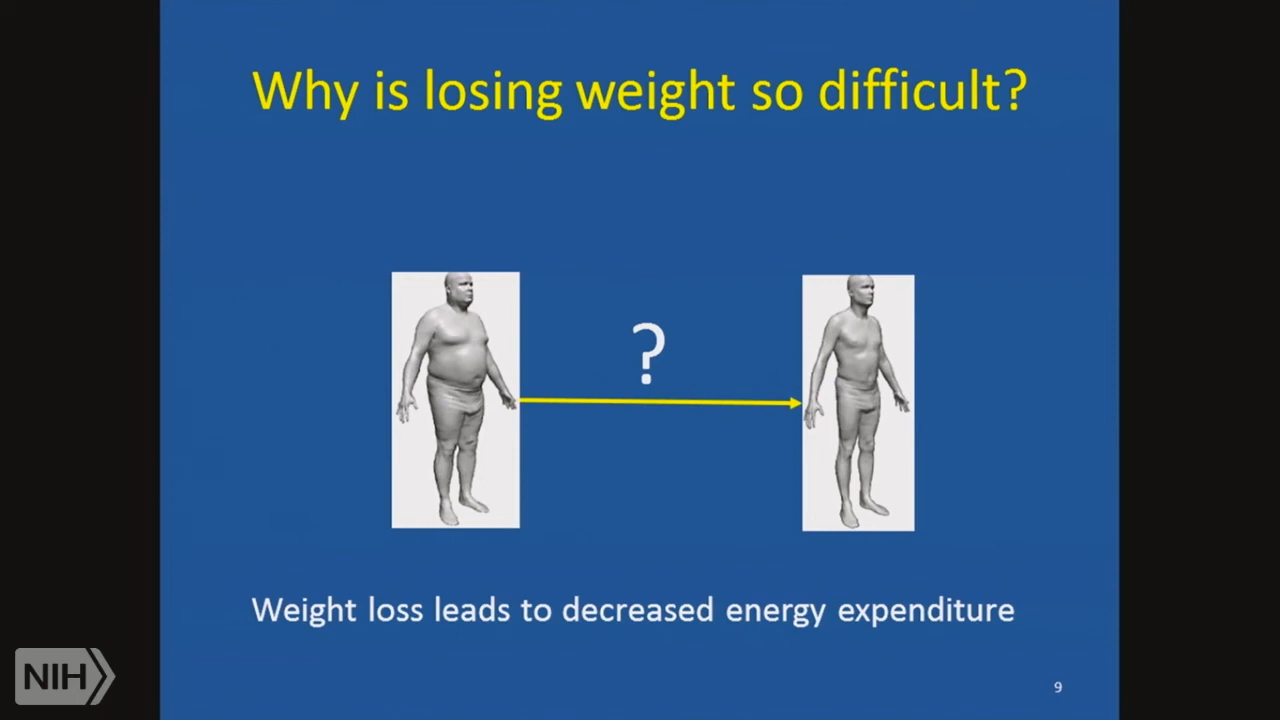 Why is losing weight so difficult?
?
Weight loss leads to decreased energy expenditure
NIH
9